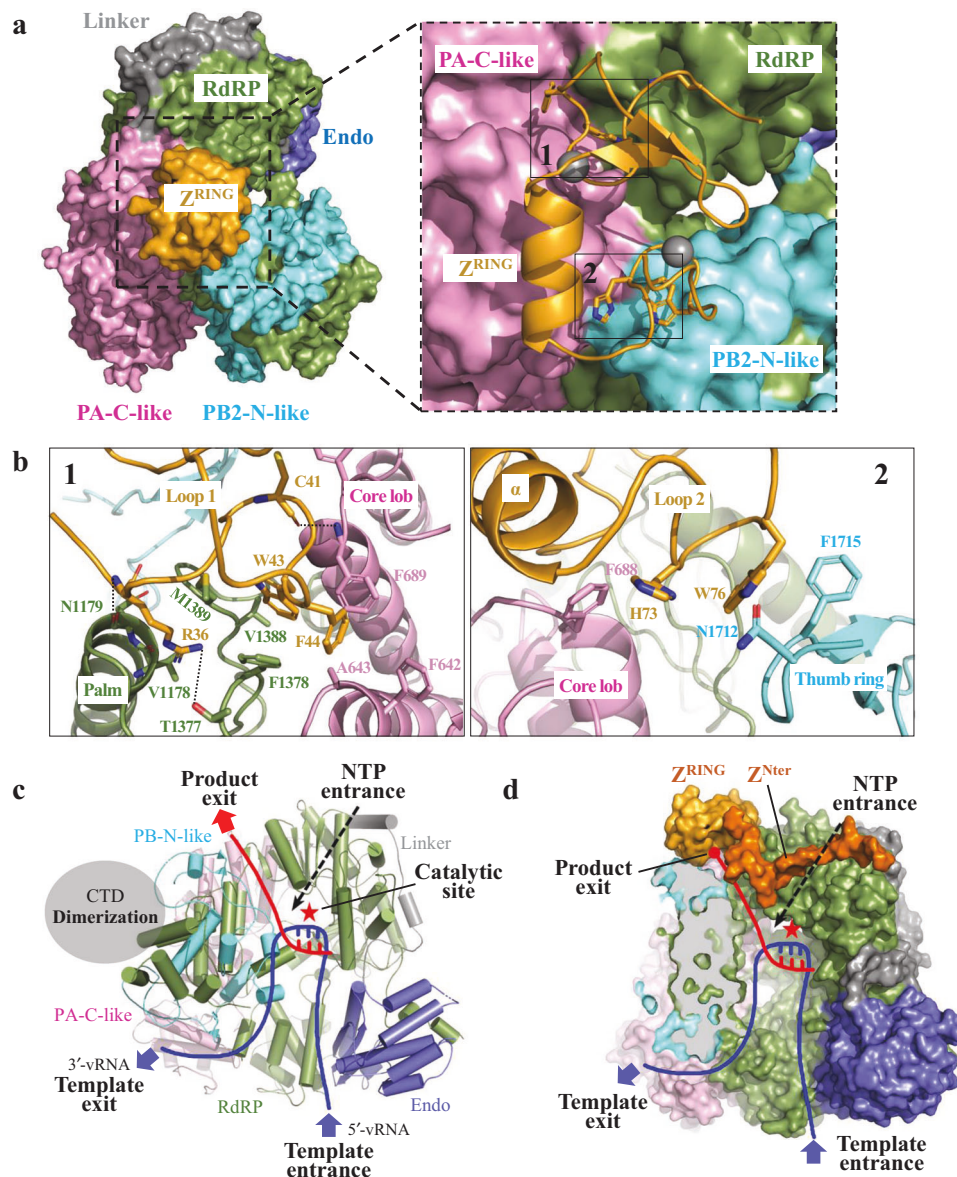 a
Linker
RdRP
Endo
Z^RING
PA-C-like
PB2-N-like
PA-C-like
RdRP
1
Z^RING
2
PB2-N-like
b
1
C41
Loop 1
Core lob
W43
F689
N1179
M1389
R36
V1388
F44
Palm
V1178
F1378
A643
F642
T1377
2
α
Loop 2
F1715
F688
H73
W76
N1712
Core lob
Thumb ring
c
Product
exit
NTP
entrance
PB-N-like
Linker
CTD
Dimerization
Catalytic
site
PA-C-like
3′-vRNA
Template
exit
RdRP
Endo
5′-vRNA
Template
entrance
d
Z^RING
Z^Nter
NTP
entrance
Product
exit
Template
exit
Template
entrance